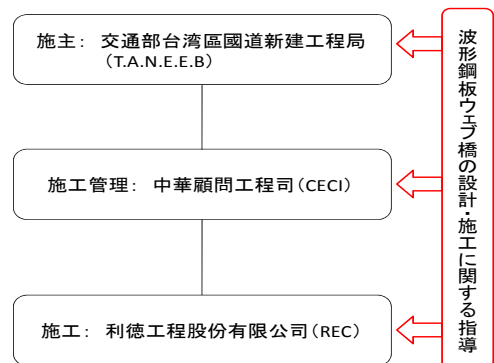 施主： 交通部台湾區國道新建工程局
（T.A.N.E.E.B）
施工管理： 中華顧問工程司（CECI）
施工： 利徳工程股份有限公司（REC）
波形鋼板ウェブ橋の設計・施工に関する指導